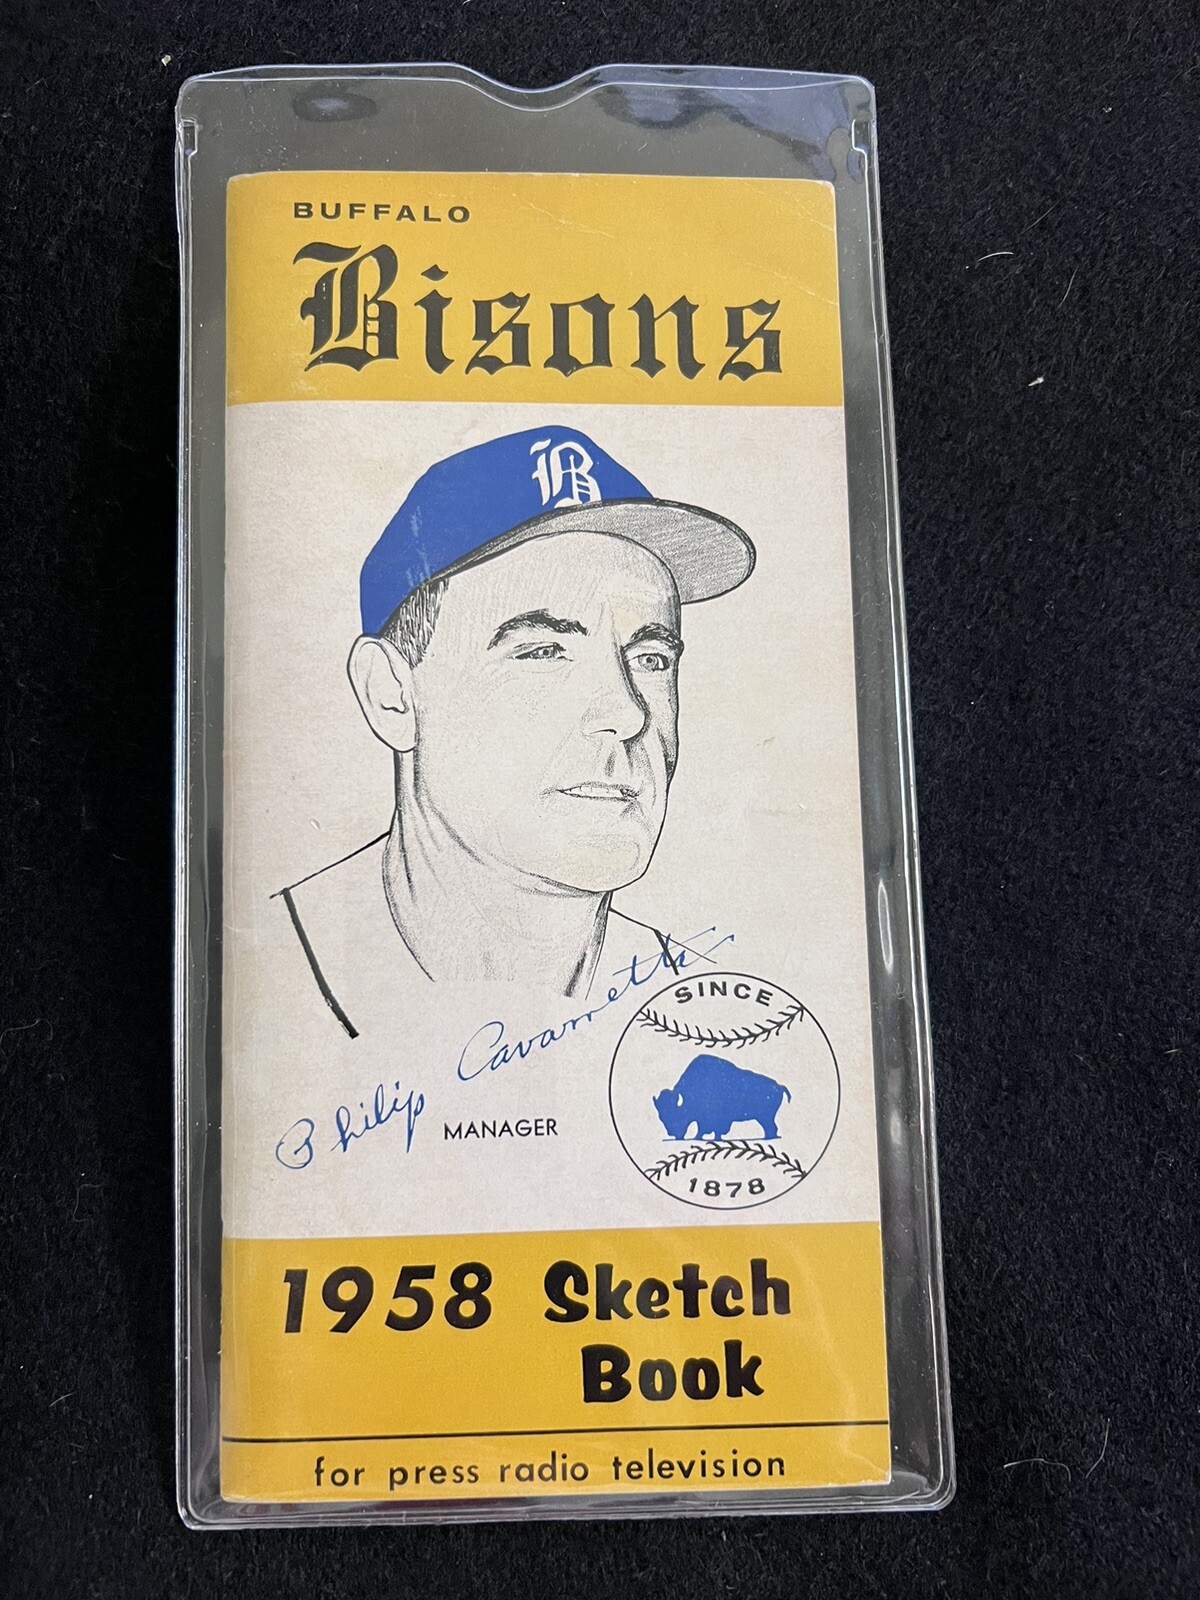 BUFFALO
Bisons
B
Philip Cavarretta
MANAGER
SINCE
1878
1958 Sketch
Book
for press radio television